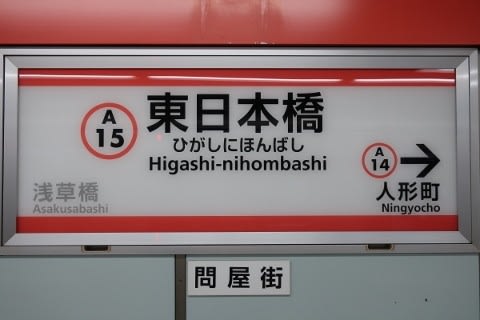 A
15
東日本橋
ひがしにほんばし
Higashi-nihombashi
A
14
浅草橋
Asakusabashi
人形町
Ningyocho
問屋街